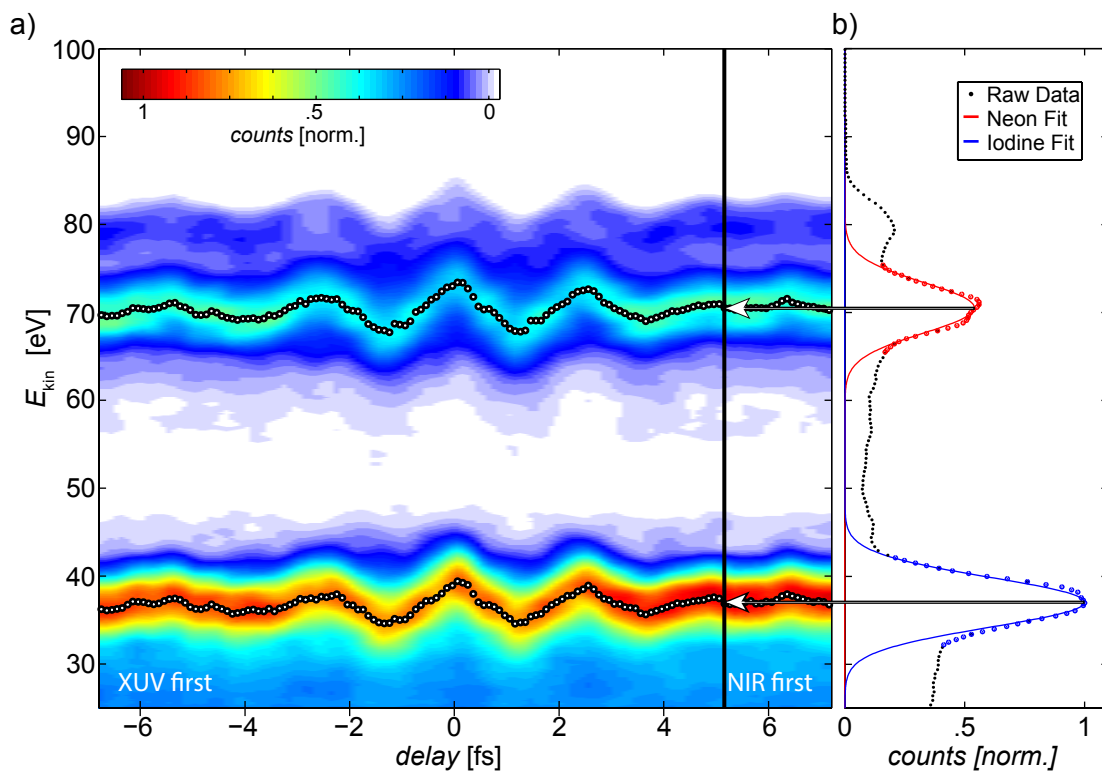 a)
b)
100
90
80
70
60
50
40
30
E_kin [eV]
1 .5 0
counts [norm.]
XUV first
NIR first
−6 −4 −2 0 2 4 6
delay [fs]
Raw Data
Neon Fit
Iodine Fit
0 .5 1
counts [norm.]